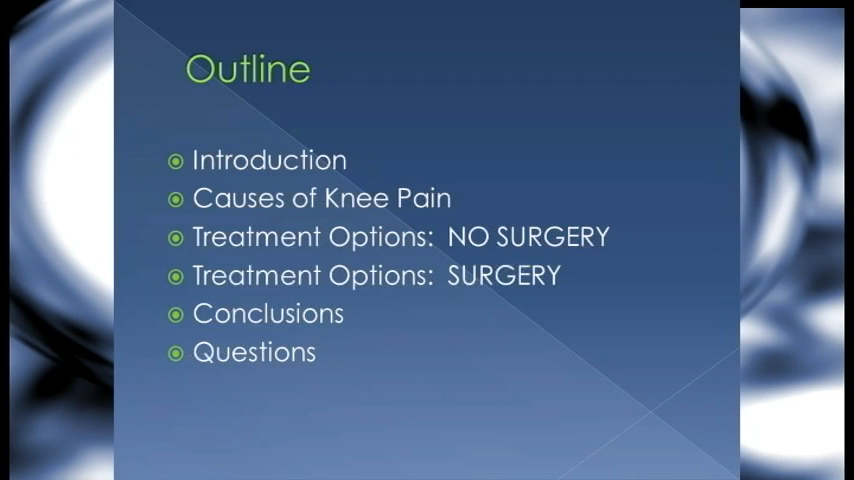 Outline
Introduction
Causes of Knee Pain
Treatment Options: NO SURGERY
Treatment Options: SURGERY
Conclusions
Questions